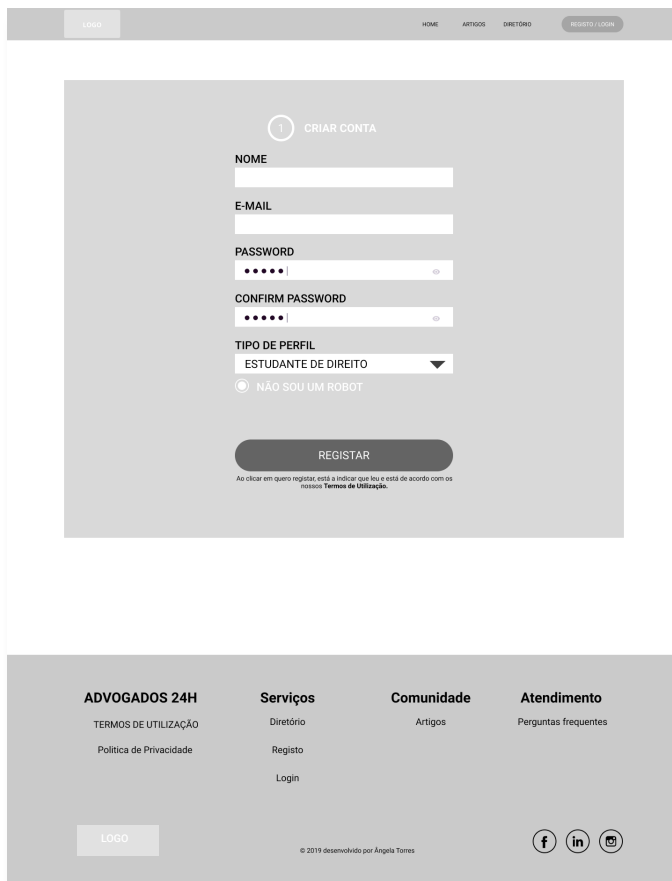 LOGO
HOME ARTIGOS DIRETÓRIO REGISTO / LOGIN
1 CRIAR CONTA
NOME
E-MAIL
PASSWORD
CONFIRM PASSWORD
TIPO DE PERFIL
ESTUDANTE DE DIREITO
NÃO SOU UM ROBOT
REGISTAR
Ao clicar em quero registar, está a indicar que leu e está de acordo com os
nossos Termos de Utilização.
ADVOGADOS 24H
TERMOS DE UTILIZAÇÃO
Politica de Privacidade
Serviços
Diretório
Registo
Login
Comunidade
Artigos
Atendimento
Perguntas frequentes
LOGO
© 2019 desenvolvido por Ângela Torres
f in